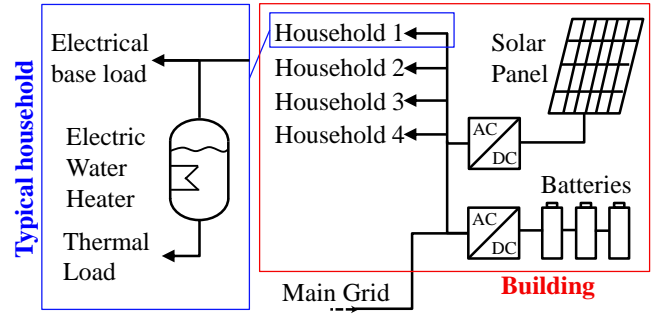 Typical household
Electrical
base load
Electric
Water
Heater
Thermal
Load
Household 1
Household 2
Household 3
Household 4
Solar
Panel
AC
DC
Batteries
AC
DC
Building
Main Grid